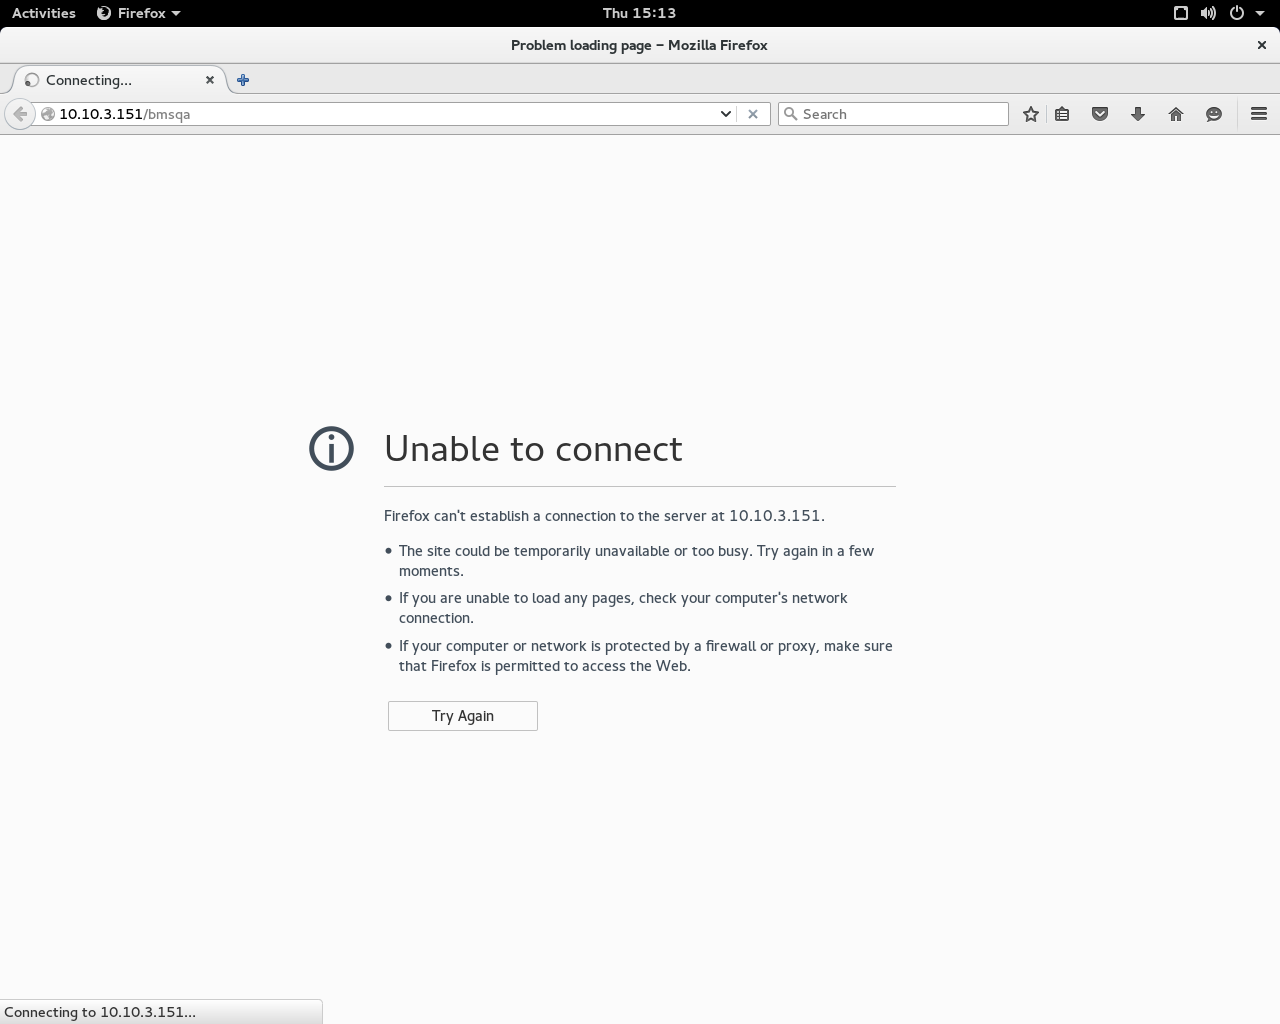 Activities Firefox Thu 15:13
Problem loading page – Mozilla Firefox
Connecting...
10.10.3.151/bmsqa Search
Unable to connect
Firefox can't establish a connection to the server at 10.10.3.151.
• The site could be temporarily unavailable or too busy. Try again in a few
moments.
• If you are unable to load any pages, check your computer's network
connection.
• If your computer or network is protected by a firewall or proxy, make sure
that Firefox is permitted to access the Web.
Try Again
Connecting to 10.10.3.151...